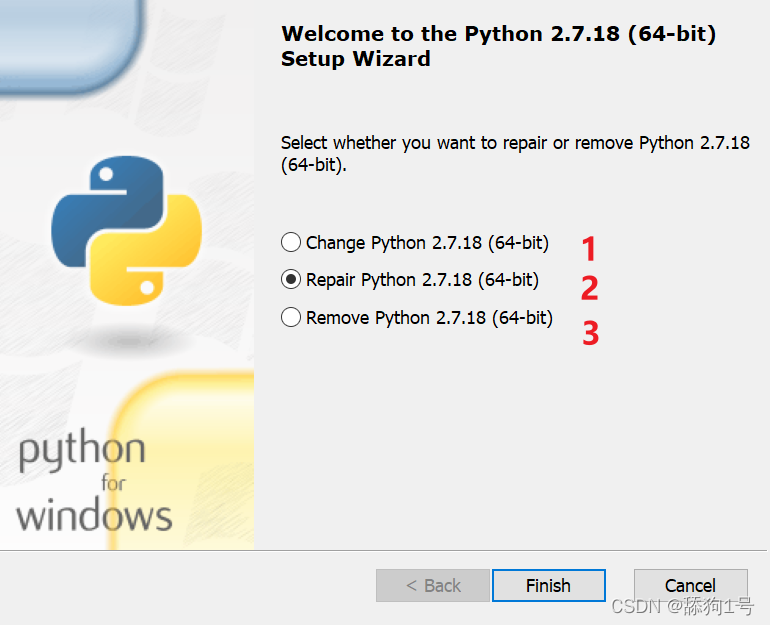 Welcome to the Python 2.7.18 (64-bit)
Setup Wizard
Select whether you want to repair or remove Python 2.7.18
(64-bit).
Change Python 2.7.18 (64-bit) 1
Repair Python 2.7.18 (64-bit) 2
Remove Python 2.7.18 (64-bit) 3
python
for
windows
< Back Finish Cancel
CSDN @舔狗1号